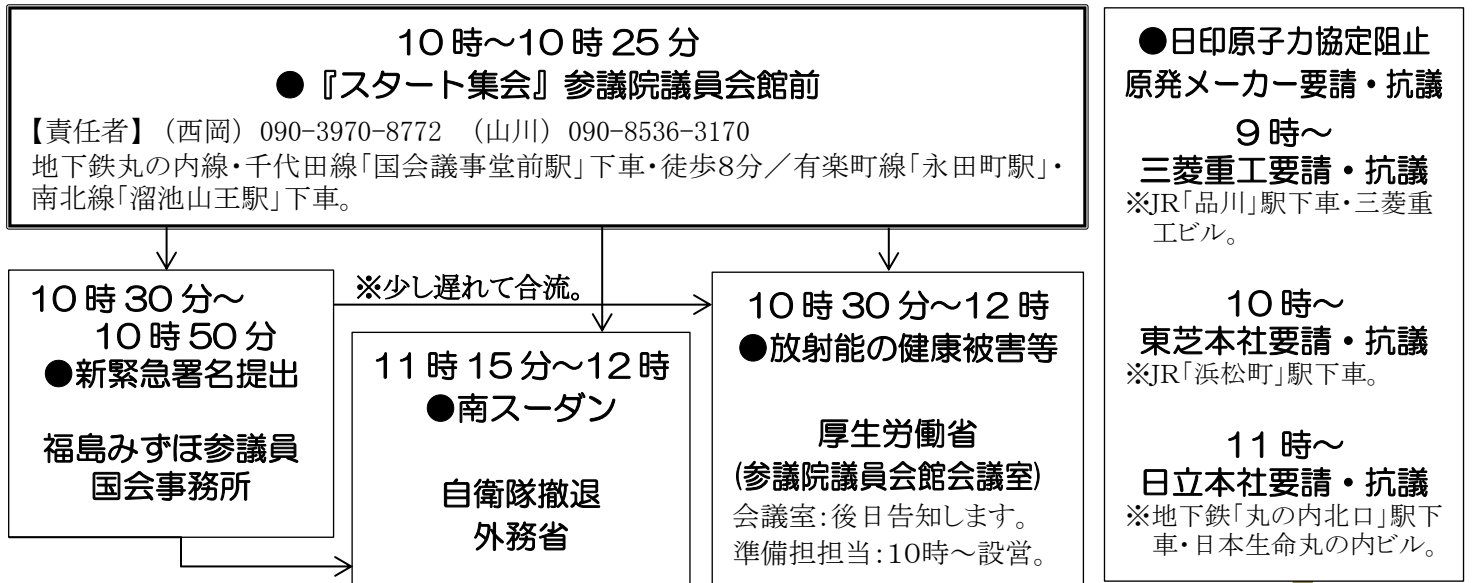 10時～10時25分
●『スタート集会』参議院議員会館前
【責任者】（西岡）090-3970-8772　（山川）090-8536-3170
地下鉄丸の内線・千代田線「国会議事堂前駅」下車・徒歩8分／有楽町線「永田町駅」・
南北線「溜池山王駅」下車。
10時30分～
10時50分
●新緊急署名提出
福島みずほ参議員
国会事務所
※少し遅れて合流。
11時15分～12時
●南スーダン
自衛隊撤退
外務省
10時30分～12時
●放射能の健康被害等
厚生労働省
(参議院議員会館会議室)
会議室：後日告知します。
準備担担当：10時～設営。
●日印原子力協定阻止
原発メーカー要請・抗議
9時～
三菱重工要請・抗議
※JR「品川」駅下車・三菱重
工ビル。
10時～
東芝本社要請・抗議
※JR「浜松町」駅下車。
11時～
日立本社要請・抗議
※地下鉄「丸の内北口」駅下
車・日本生命丸の内ビル。